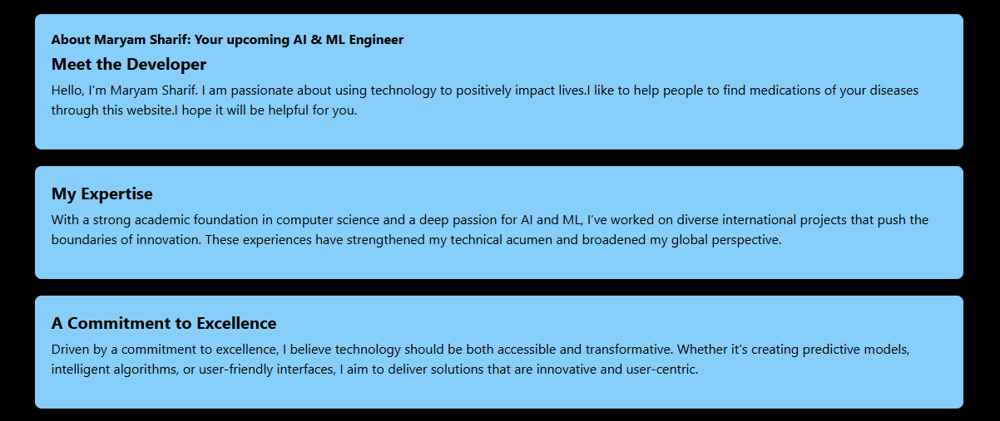 About Maryam Sharif: Your upcoming AI & ML Engineer
Meet the Developer
Hello, I'm Maryam Sharif. I am passionate about using technology to positively impact lives.I like to help people to find medications of your diseases
through this website.I hope it will be helpful for you.
My Expertise
With a strong academic foundation in computer science and a deep passion for AI and ML, I’ve worked on diverse international projects that push the
boundaries of innovation. These experiences have strengthened my technical acumen and broadened my global perspective.
A Commitment to Excellence
Driven by a commitment to excellence, I believe technology should be both accessible and transformative. Whether it's creating predictive models,
intelligent algorithms, or user-friendly interfaces, I aim to deliver solutions that are innovative and user-centric.